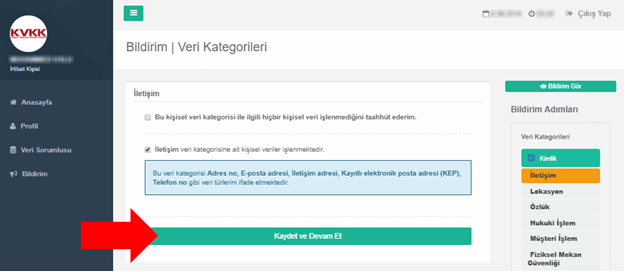 KVKK
İrtibat Kişisi
Anasayfa
Profil
Veri Sorumlusu
Bildirim
Çıkış Yap
Bildirim | Veri Kategorileri
İletişim
Bu kişisel veri kategorisi ile ilgili hiçbir kişisel veri işlenmediğini taahhüt ederim.
İletişim veri kategorisine ait kişisel veriler işlenmektedir.
Bu veri kategorisi Adres no, E-posta adresi, İletişim adresi, Kayıtlı elektronik posta adresi (KEP),
Telefon no gibi veri türlerini ifade etmektedir.
Kaydet ve Devam Et
Bildirim Gör
Bildirim Adımları
Veri Kategorileri
Kimlik
İletişim
Lokasyon
Özlük
Hukuki İşlem
Müşteri İşlem
Fiziksel Mekan
Güvenliği